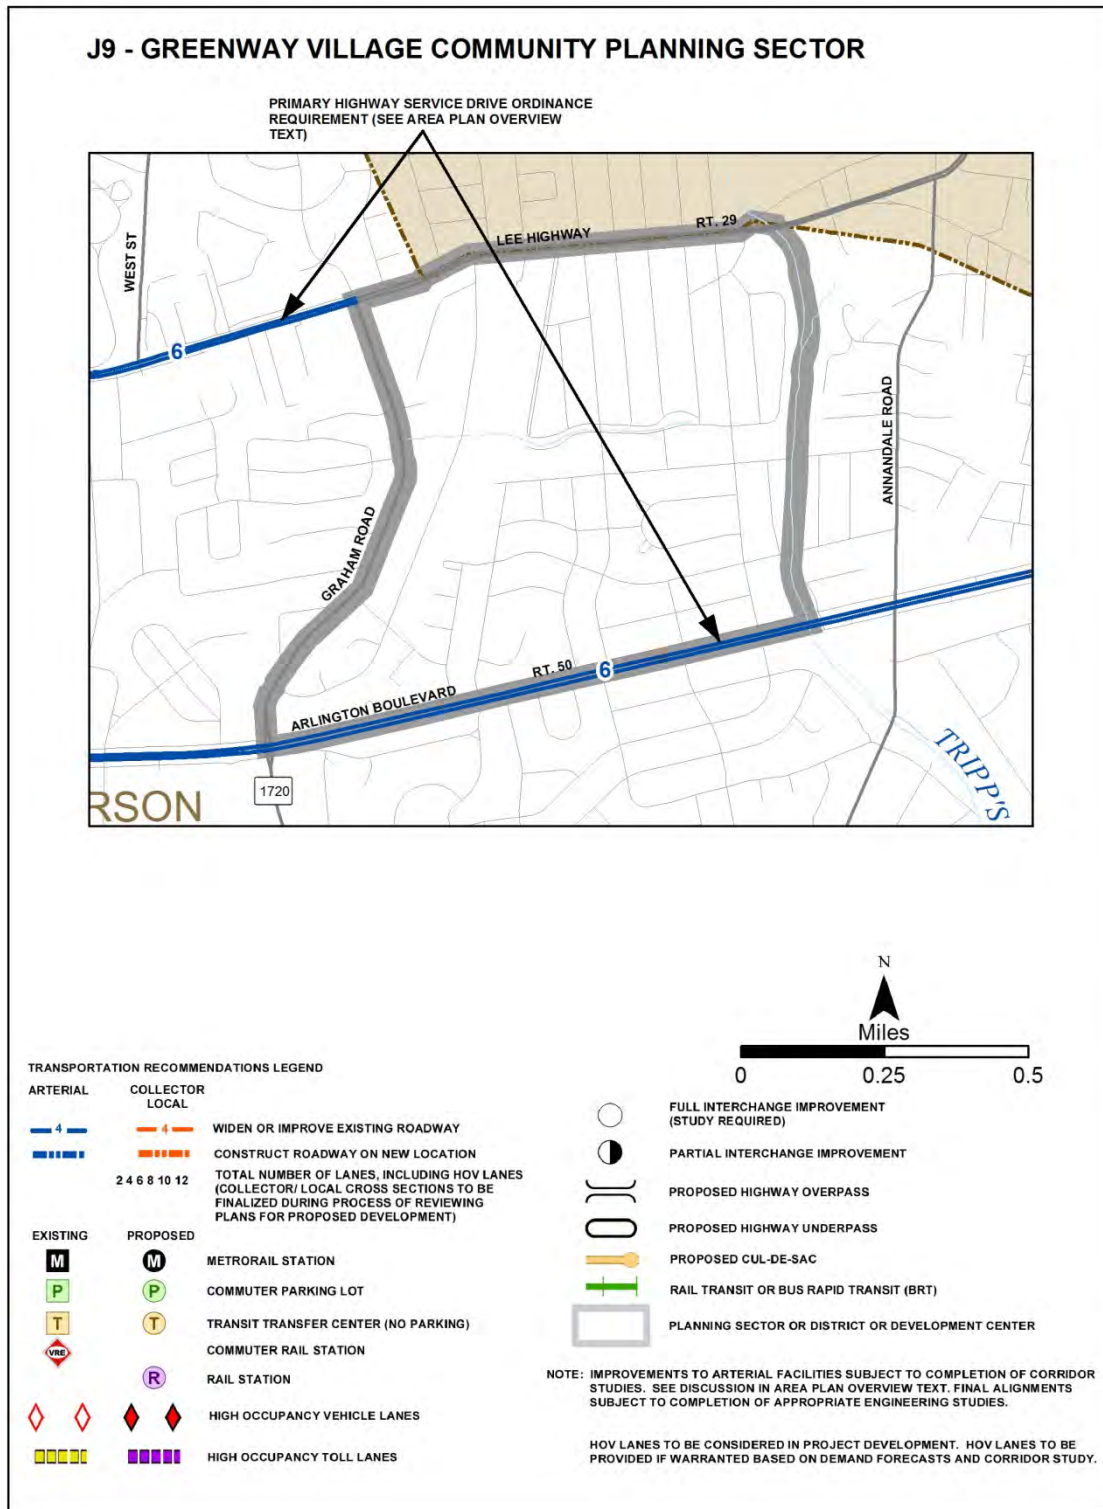 J9 - GREENWAY VILLAGE COMMUNITY PLANNING SECTOR
PRIMARY HIGHWAY SERVICE DRIVE ORDINANCE
REQUIREMENT (SEE AREA PLAN OVERVIEW
TEXT)
WEST ST
LEE HIGHWAY
RT. 29
6
ANNANDALE ROAD
GRAHAM ROAD
RT. 50
6
ARLINGTON BOULEVARD
1720
RSON
TRIPP'S
N
Miles
0 0.25 0.5
TRANSPORTATION RECOMMENDATIONS LEGEND
ARTERIAL COLLECTOR
LOCAL
4 4 WIDEN OR IMPROVE EXISTING ROADWAY
CONSTRUCT ROADWAY ON NEW LOCATION
2 4 6 8 10 12 TOTAL NUMBER OF LANES, INCLUDING HOV LANES
(COLLECTOR/ LOCAL CROSS SECTIONS TO BE
FINALIZED DURING PROCESS OF REVIEWING
PLANS FOR PROPOSED DEVELOPMENT)
EXISTING PROPOSED
M M METRORAIL STATION
P P COMMUTER PARKING LOT
T T TRANSIT TRANSFER CENTER (NO PARKING)
VRE COMMUTER RAIL STATION
R RAIL STATION
HIGH OCCUPANCY VEHICLE LANES
HIGH OCCUPANCY TOLL LANES
FULL INTERCHANGE IMPROVEMENT
(STUDY REQUIRED)
PARTIAL INTERCHANGE IMPROVEMENT
PROPOSED HIGHWAY OVERPASS
PROPOSED HIGHWAY UNDERPASS
PROPOSED CUL-DE-SAC
RAIL TRANSIT OR BUS RAPID TRANSIT (BRT)
PLANNING SECTOR OR DISTRICT OR DEVELOPMENT CENTER
NOTE: IMPROVEMENTS TO ARTERIAL FACILITIES SUBJECT TO COMPLETION OF CORRIDOR
STUDIES. SEE DISCUSSION IN AREA PLAN OVERVIEW TEXT. FINAL ALIGNMENTS
SUBJECT TO COMPLETION OF APPROPRIATE ENGINEERING STUDIES.
HOV LANES TO BE CONSIDERED IN PROJECT DEVELOPMENT. HOV LANES TO BE
PROVIDED IF WARRANTED BASED ON DEMAND FORECASTS AND CORRIDOR STUDY.